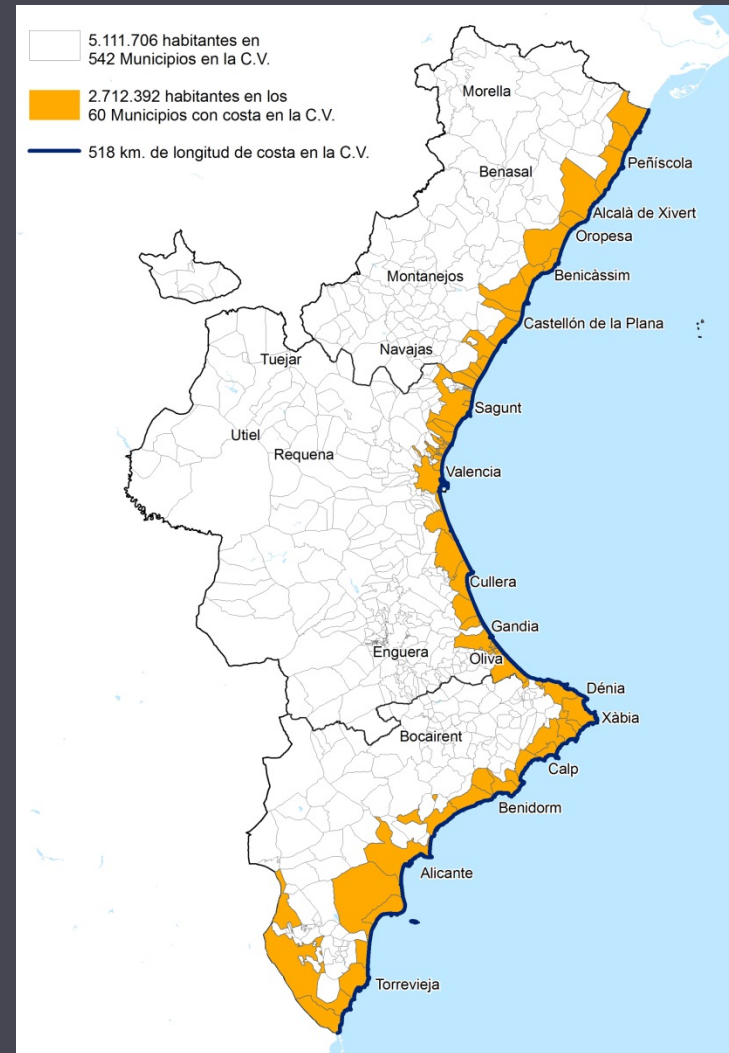 5.111.706 habitantes en
542 Municipios en la C.V.
2.712.392 habitantes en los
60 Municipios con costa en la C.V.
518 km. de longitud de costa en la C.V.
Morella
Peñíscola
Benasal
Alcalà de Xivert
Oropesa
Benicàssim
Montanejos
Castellón de la Plana
Navajas
Tuejar
Sagunt
Utiel
Requena
Valencia
Cullera
Gandia
Enguera
Oliva
Dénia
Xàbia
Bocairent
Calp
Benidorm
Alicante
Torrevieja